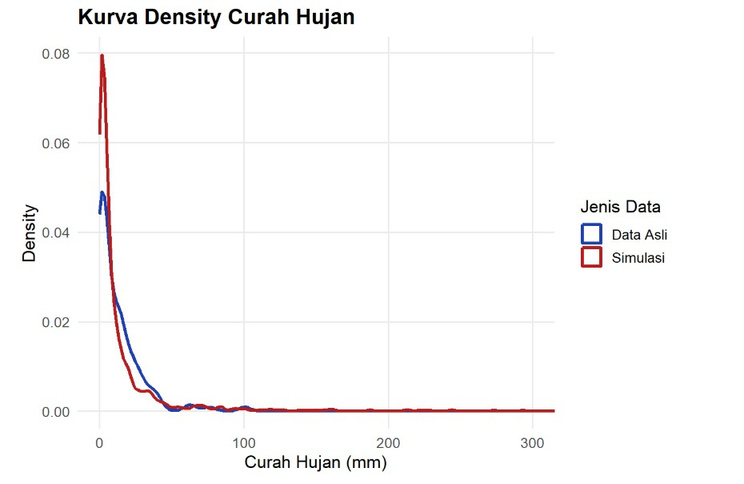 Kurva Density Curah Hujan
0.08
0.06
0.04
0.02
0.00
Density
0 100 200 300
Curah Hujan (mm)
Jenis Data
Data Asli
Simulasi